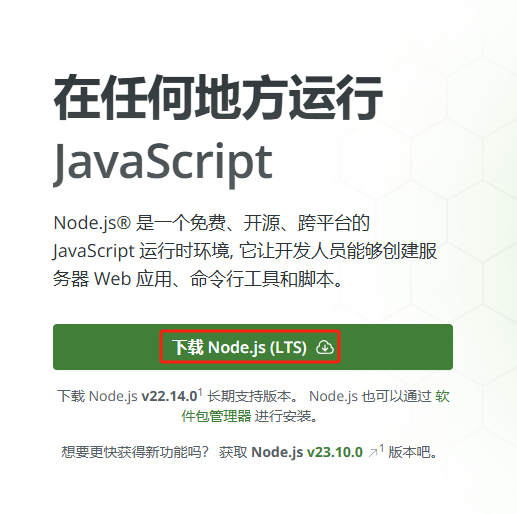 在任何地方运行
JavaScript
Node.js® 是一个免费、开源、跨平台的
JavaScript 运行时环境, 它让开发人员能够创建服
务器 Web 应用、命令行工具和脚本。
下载 Node.js (LTS)
下载 Node.js v22.14.0¹ 长期支持版本。 Node.js 也可以通过 软
件包管理器 进行安装。
想要更快获得新功能吗？ 获取 Node.js v23.10.0 ↗¹ 版本吧。